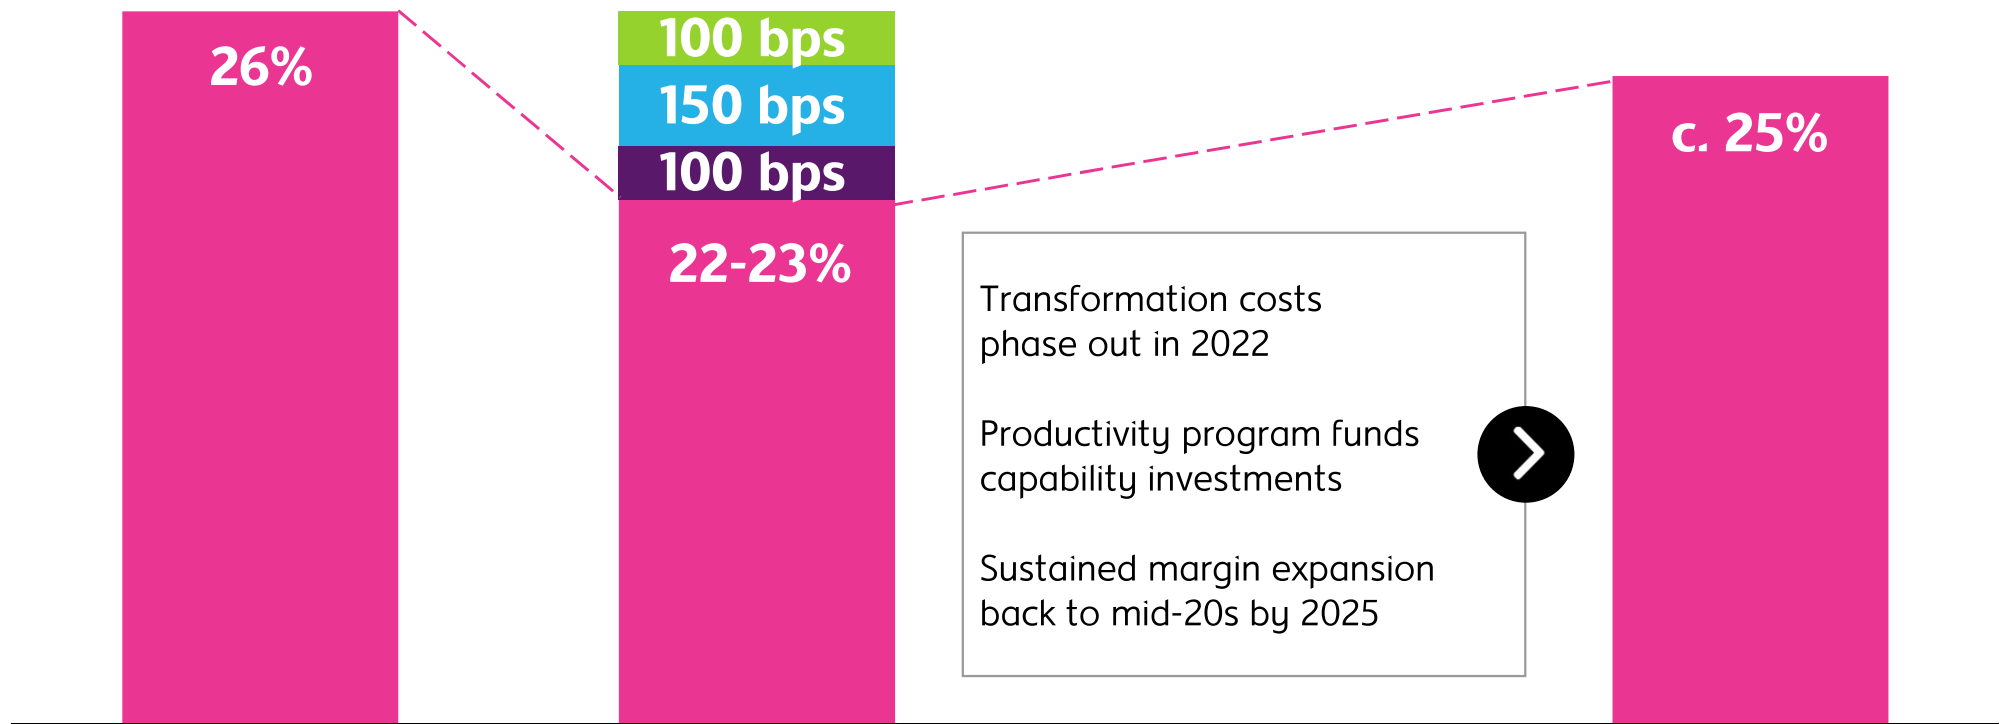 26%
100 bps
150 bps
100 bps
22-23%
Transformation costs
phase out in 2022
Productivity program funds
capability investments
Sustained margin expansion
back to mid-20s by 2025
c. 25%